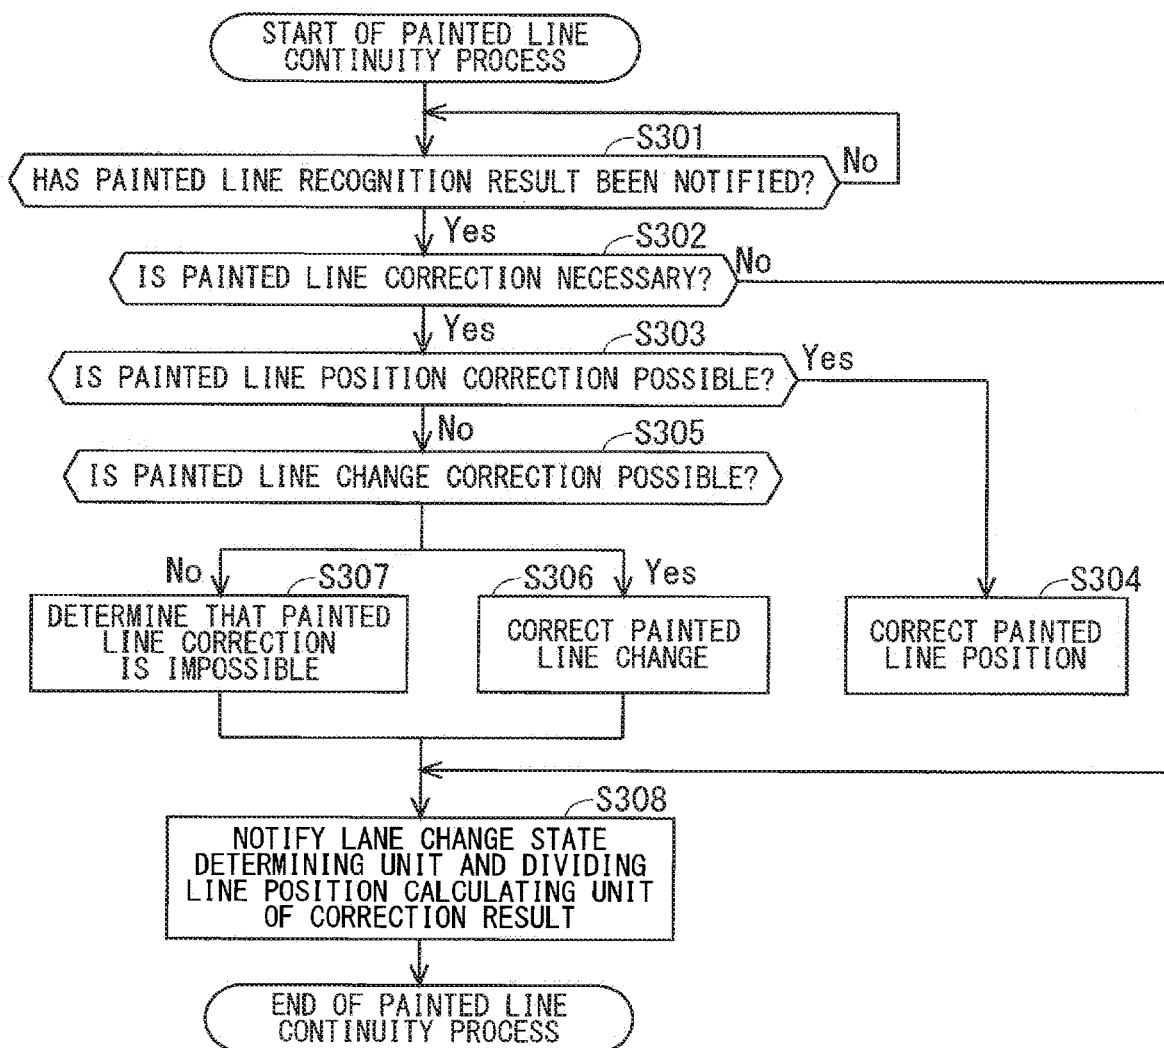 START OF PAINTED LINE
CONTINUITY PROCESS
S301
HAS PAINTED LINE RECOGNITION RESULT BEEN NOTIFIED?
No
Yes
S302
IS PAINTED LINE CORRECTION NECESSARY?
No
Yes
S303
IS PAINTED LINE POSITION CORRECTION POSSIBLE?
Yes
No
S305
IS PAINTED LINE CHANGE CORRECTION POSSIBLE?
No
S307
DETERMINE THAT PAINTED
LINE CORRECTION
IS IMPOSSIBLE
S306
Yes
CORRECT PAINTED
LINE CHANGE
S304
CORRECT PAINTED
LINE POSITION
S308
NOTIFY LANE CHANGE STATE
DETERMINING UNIT AND DIVIDING
LINE POSITION CALCULATING UNIT
OF CORRECTION RESULT
END OF PAINTED LINE
CONTINUITY PROCESS